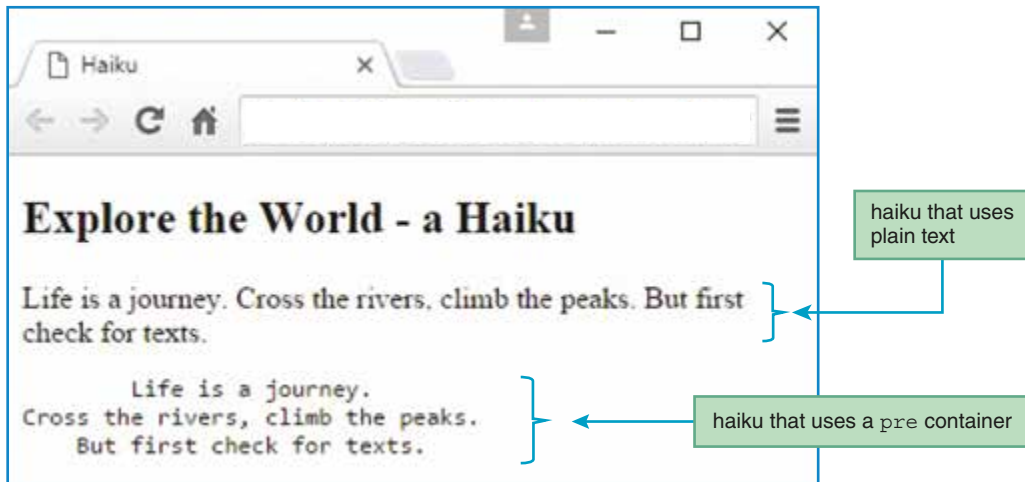 Haiku
Explore the World - a Haiku
Life is a journey. Cross the rivers, climb the peaks. But first
check for texts.
haiku that uses
plain text
Life is a journey.
Cross the rivers, climb the peaks.
But first check for texts.
haiku that uses a pre container